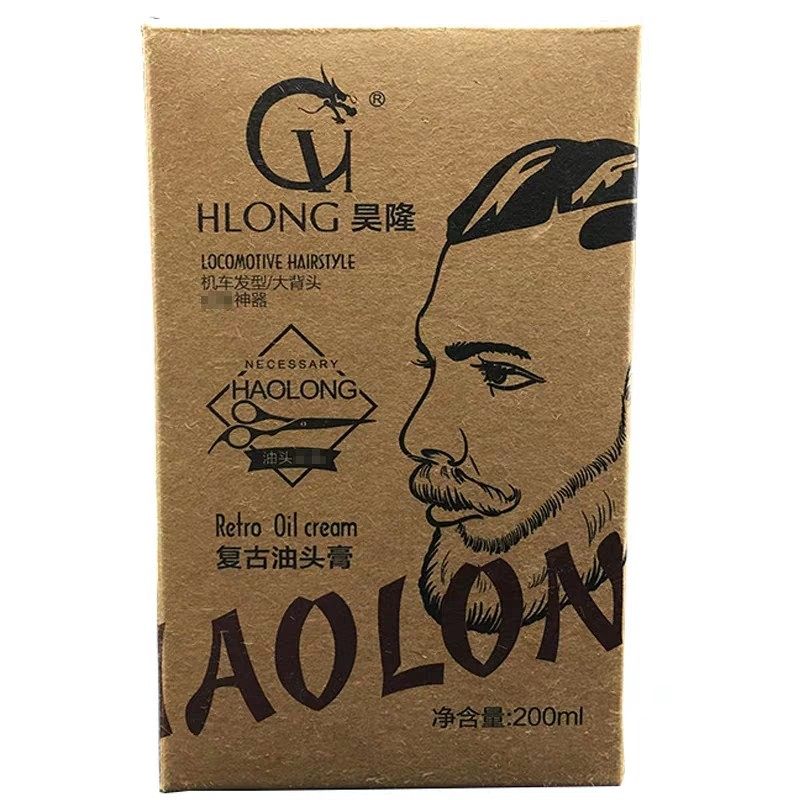 ®
HLONG 昊隆
LOCOMOTIVE HAIRSTYLE
机车发型/大背头
神器
NECESSARY
HAOLONG
油头
Retro Oil cream
复古油头膏
HAOLON
净含量:200ml